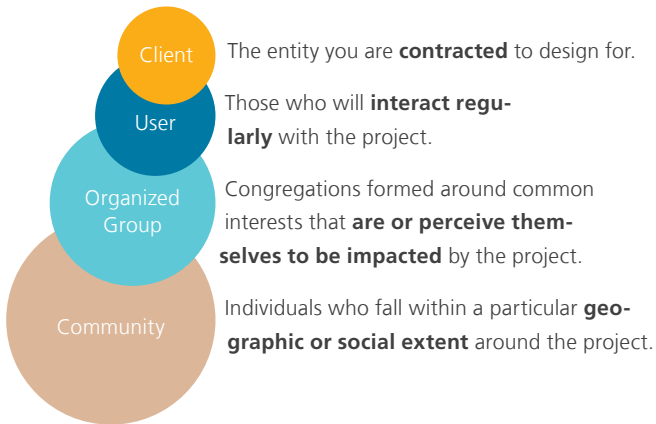 Client
The entity you are contracted to design for.
User
Those who will interact regu-
larly with the project.
Organized
Group
Congregations formed around common
interests that are or perceive them-
selves to be impacted by the project.
Community
Individuals who fall within a particular geo-
graphic or social extent around the project.